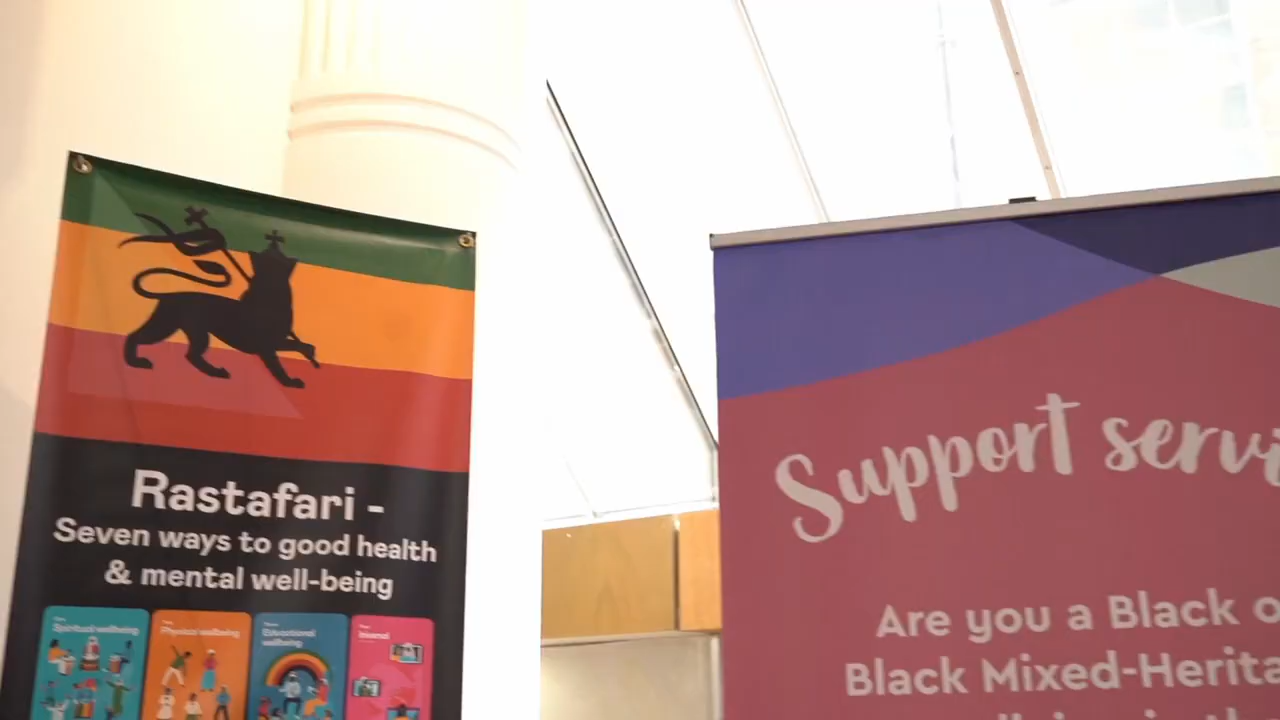 Rastafari -
Seven ways to good health
& mental well-being
Spiritual wellbeing
Physical wellbeing
Educational
wellbeing
Support servi
Are you a Black o
Black Mixed-Herita